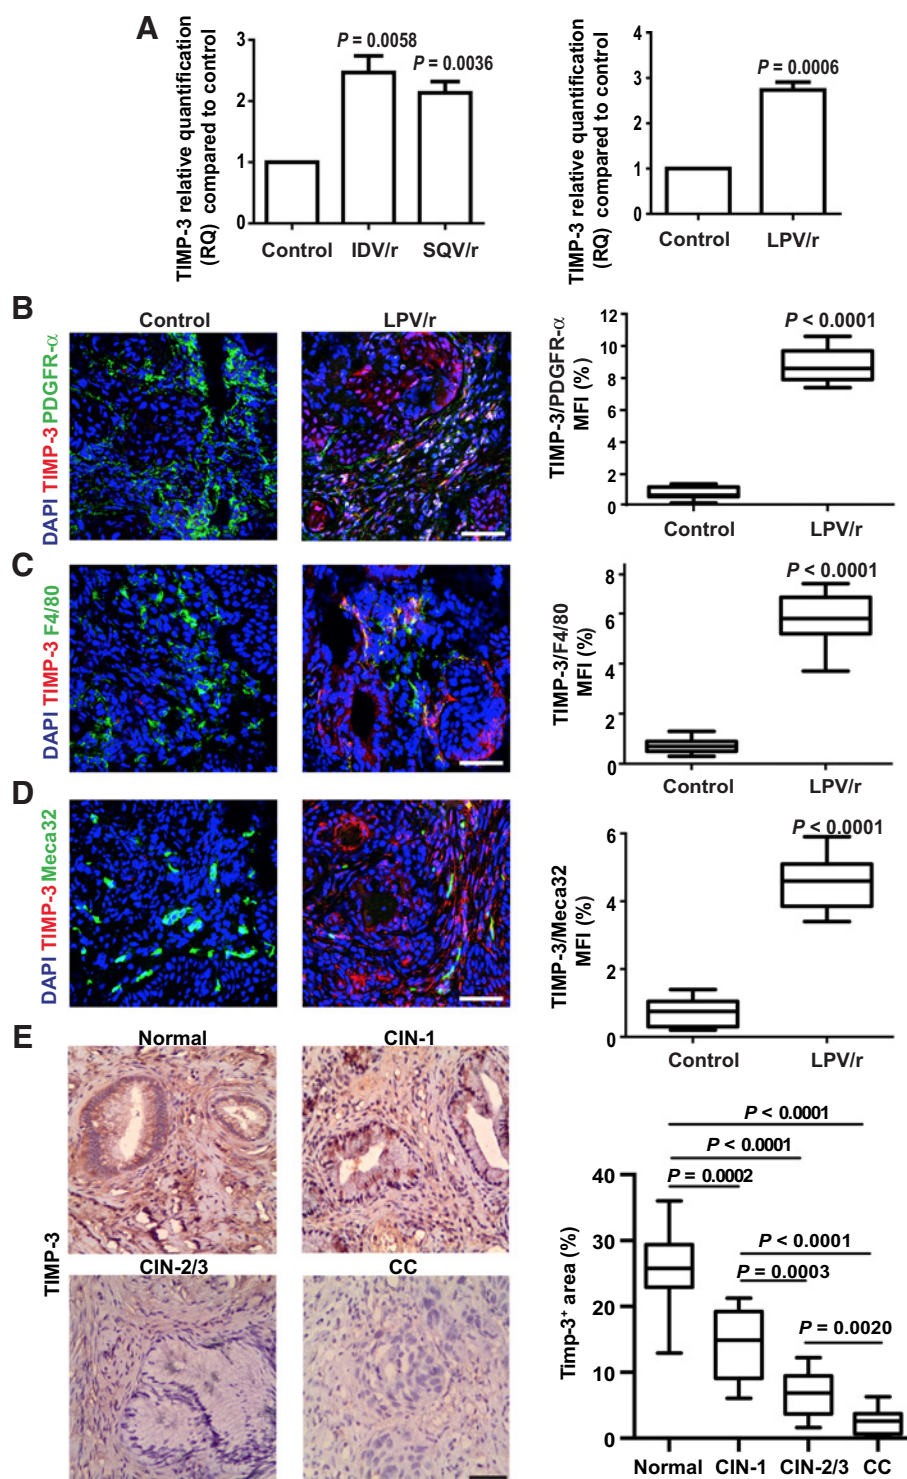 A
TIMP-3 relative quantification
(RQ) compared to control
3
2
1
0
P = 0.0058
P = 0.0036
Control IDV/r SQV/r
TIMP-3 relative quantification
(RQ) compared to control
4
3
2
1
0
P = 0.0006
Control LPV/r
B
Control LPV/r
DAPI TIMP-3 PDGFR-α
TIMP-3/PDGFR-α
MFI (%)
12
10
8
6
4
2
0
P < 0.0001
Control LPV/r
C
DAPI TIMP-3 F4/80
TIMP-3/F4/80
MFI (%)
8
6
4
2
0
P < 0.0001
Control LPV/r
D
DAPI TIMP-3 Meca32
TIMP-3/Meca32
MFI (%)
6
4
2
0
P < 0.0001
Control LPV/r
E
Normal CIN-1
TIMP-3
CIN-2/3 CC
Timp-3+ area (%)
40
30
20
10
0
P < 0.0001
P < 0.0001
P = 0.0002
P < 0.0001
P = 0.0003
P = 0.0020
Normal CIN-1 CIN-2/3 CC